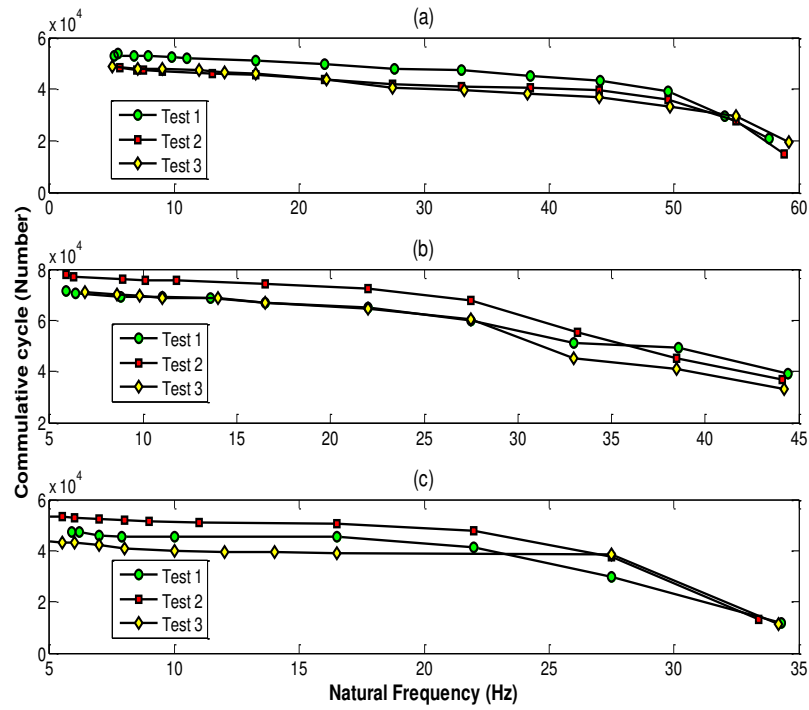 (a)
x 10^4
6
4
2
0
Test 1
Test 2
Test 3
0 10 20 30 40 50 60
(b)
x 10^4
8
6
4
2
Test 1
Test 2
Test 3
5 10 15 20 25 30 35 40 45
(c)
x 10^4
6
4
2
0
Test 1
Test 2
Test 3
5 10 15 20 25 30 35
Natural Frequency (Hz)
Commulative cycle (Number)